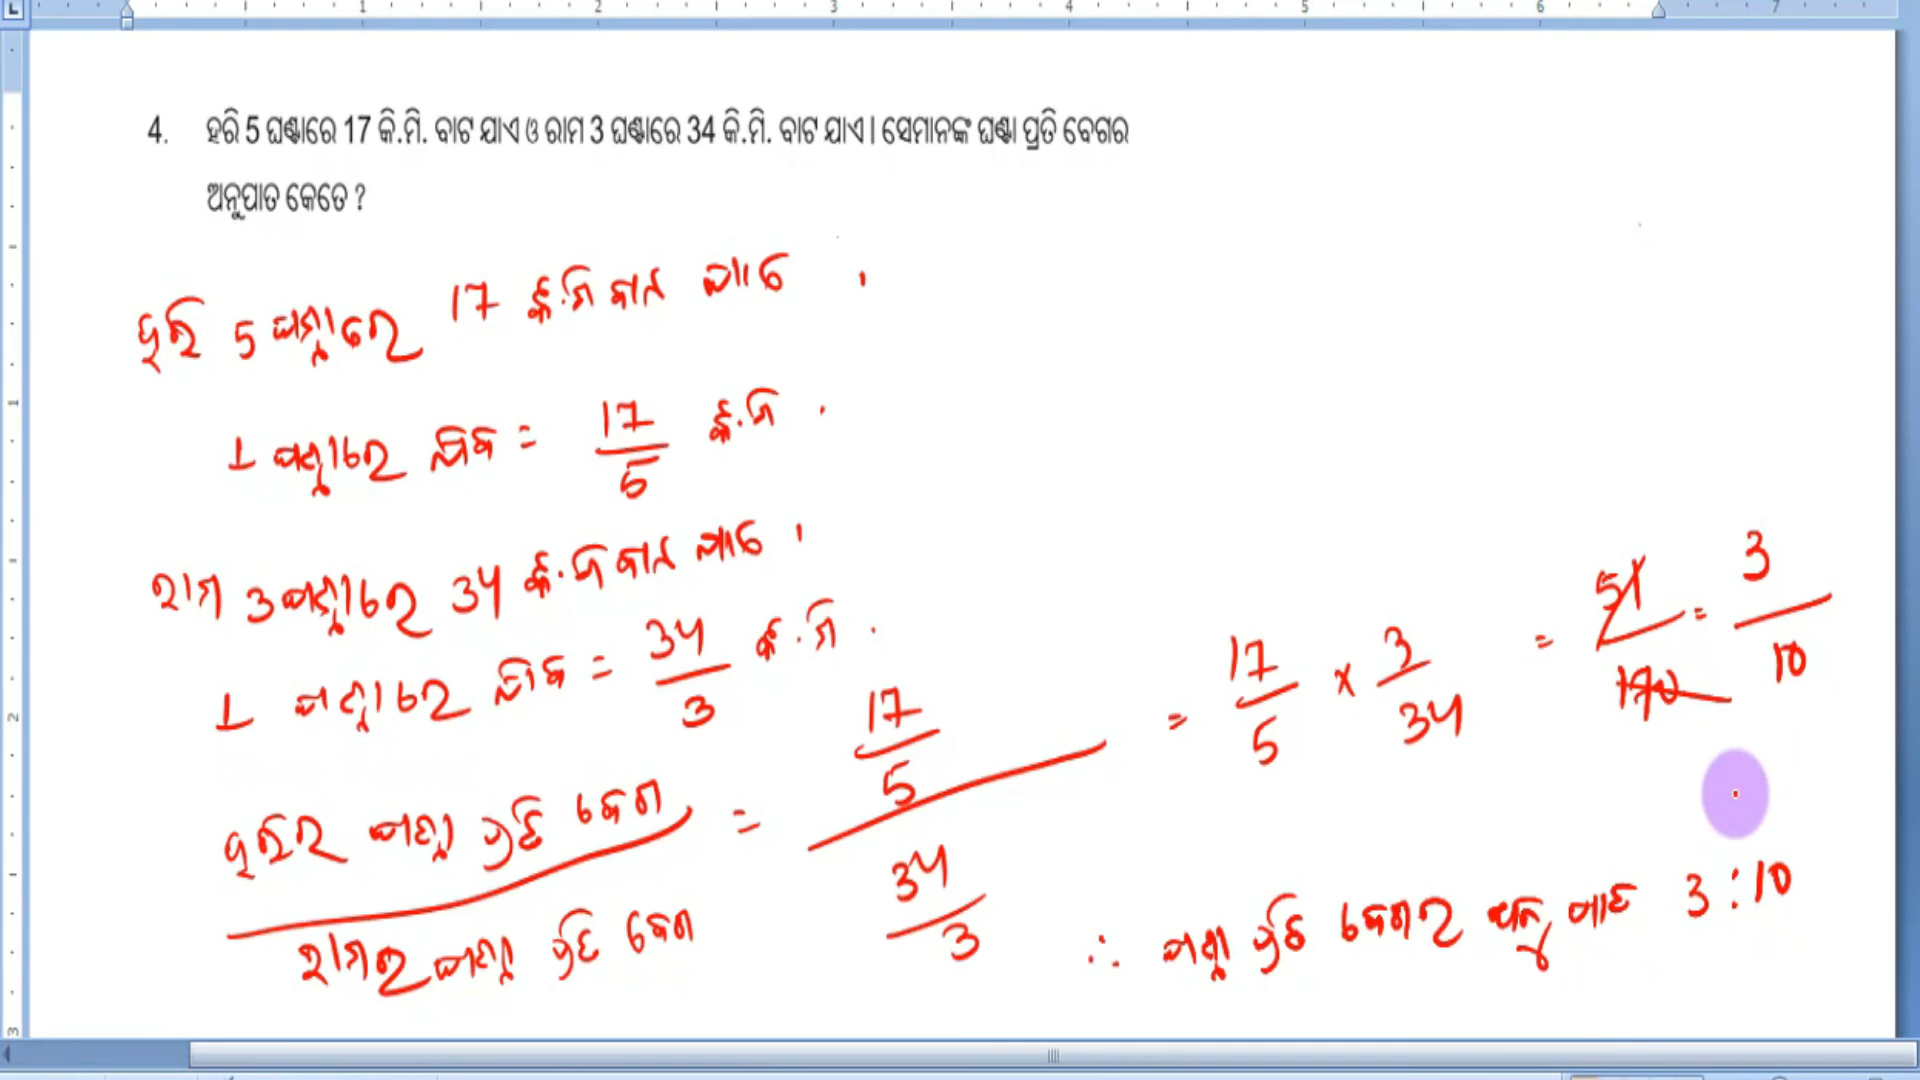 4. ହରି 5 ଘଣ୍ଟାରେ 17 କି.ମି. ବାଟ ଯାଏ ଓ ରାମ 3 ଘଣ୍ଟାରେ 34 କି.ମି. ବାଟ ଯାଏ । ସେମାନଙ୍କ ଘଣ୍ଟା ପ୍ରତି ବେଗର
ଅନୁପାତ କେତେ ?
ହରି 5 ଘଣ୍ଟାରେ 17 କି.ମି ବାଟ ଯାଏ ।
1 ଘଣ୍ଟାରେ ଯିବ = 17/5 କି.ମି .
ରାମ 3 ଘଣ୍ଟାରେ 34 କି.ମି ବାଟ ଯାଏ ।
1 ଘଣ୍ଟାରେ ଯିବ = 34/3 କି.ମି .
ହରିର ଘଣ୍ଟା ପ୍ରତି ବେଗ
ରାମର ଘଣ୍ଟା ପ୍ରତି ବେଗ
= 17/5 / 34/3 = 17/5 x 3/34 = 51/170 = 3/10
∴ ଘଣ୍ଟା ପ୍ରତି ବେଗର ଅନୁପାତ 3 : 10